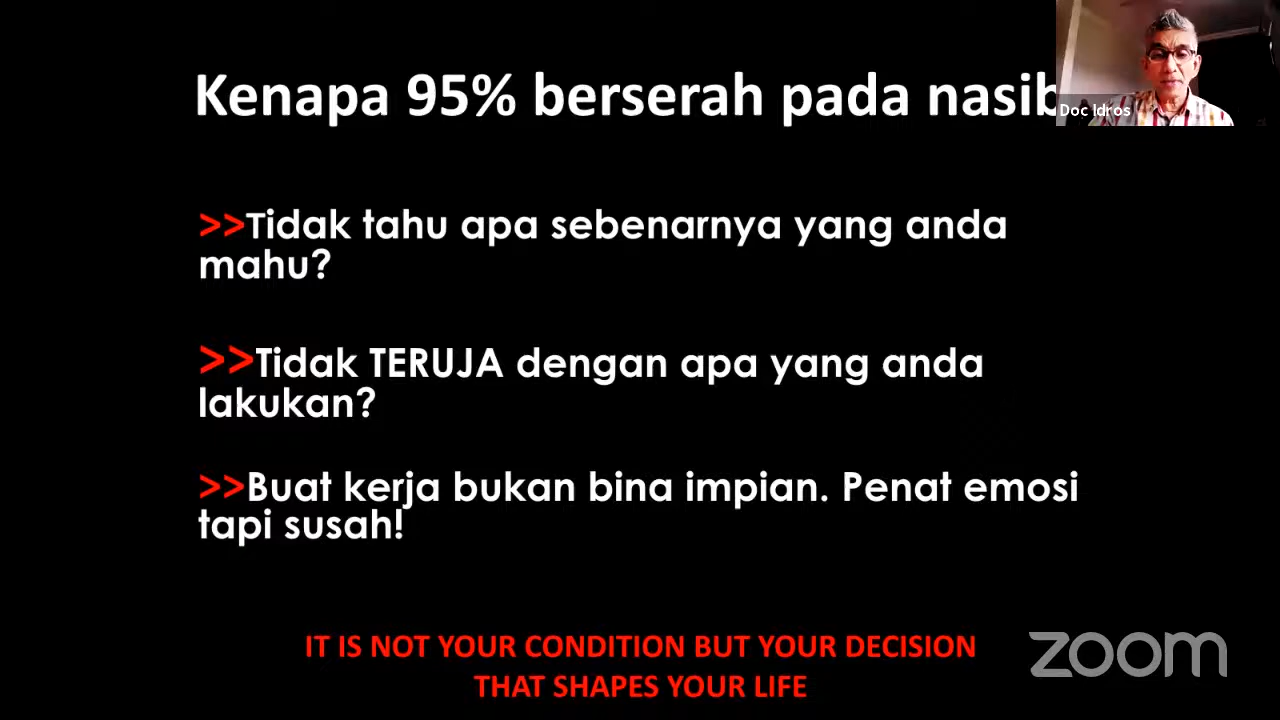 Kenapa 95% berserah pada nasib
Doc Idros
>>Tidak tahu apa sebenarnya yang anda
mahu?
>>Tidak TERUJA dengan apa yang anda
lakukan?
>>Buat kerja bukan bina impian. Penat emosi
tapi susah!
IT IS NOT YOUR CONDITION BUT YOUR DECISION
THAT SHAPES YOUR LIFE
zoom